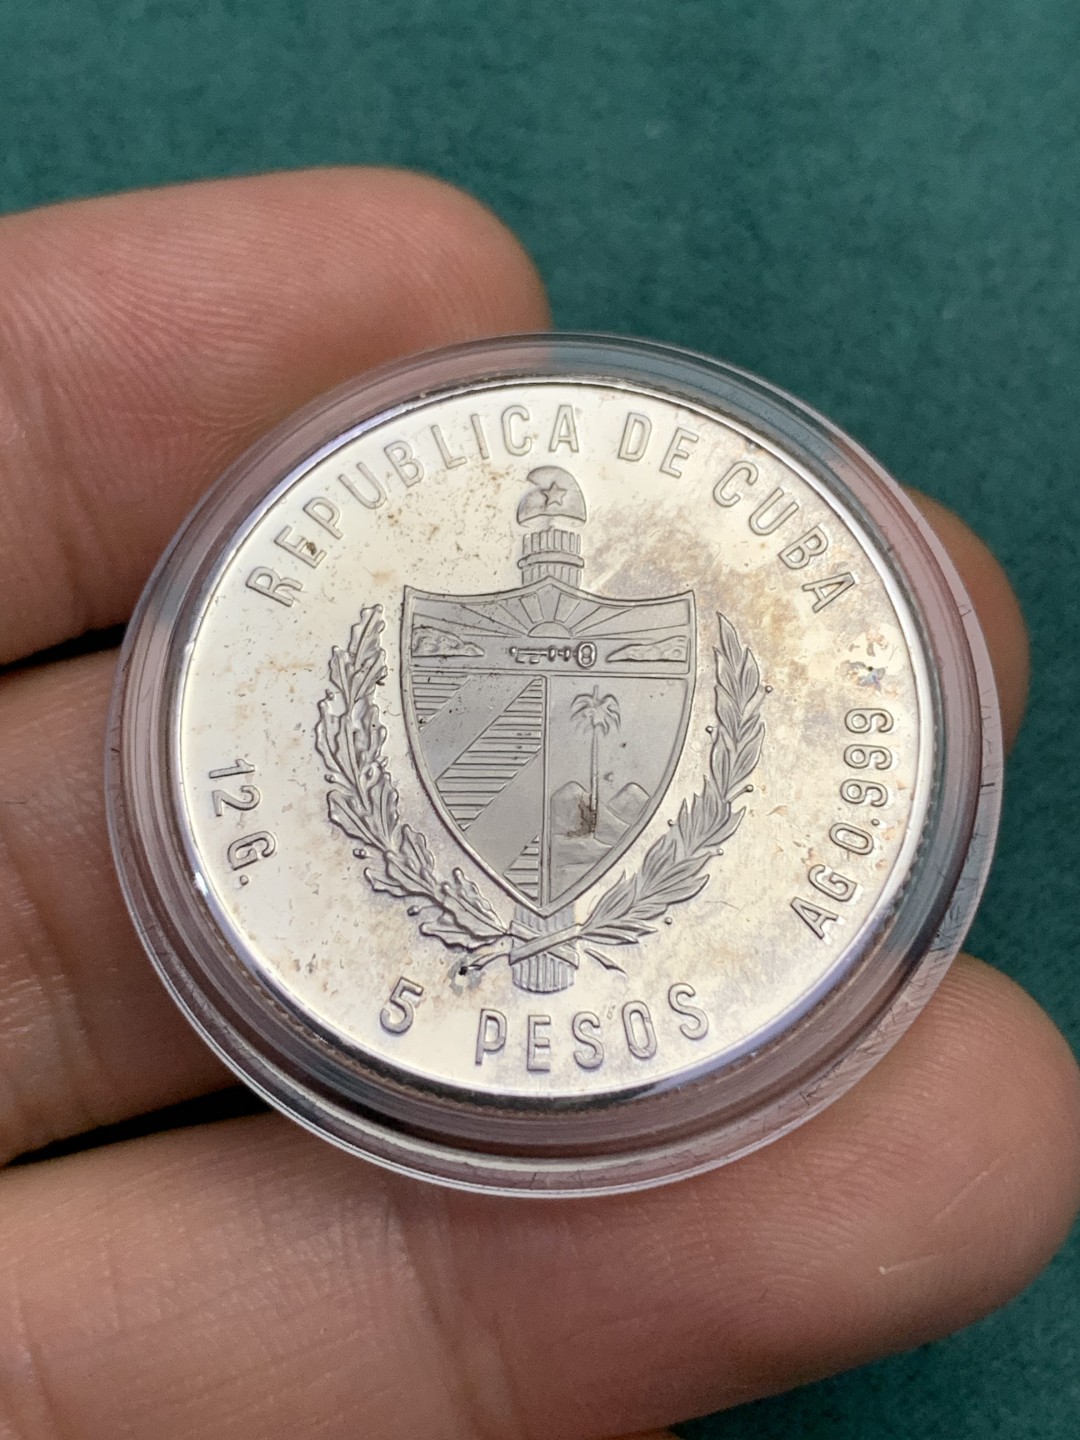 REPUBLICA DE CUBA
12 G.
AG 0.999
5 PESOS